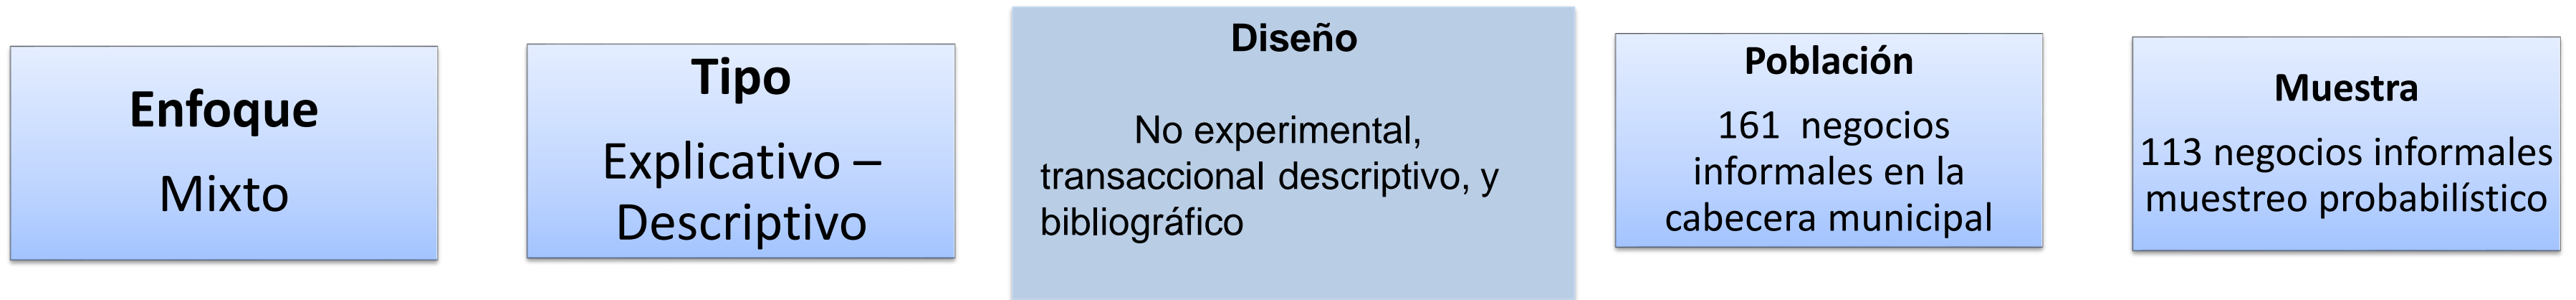 Enfoque
Mixto
Tipo
Explicativo –
Descriptivo
Diseño
No experimental,
transaccional descriptivo, y
bibliográfico
Población
161 negocios
informales en la
cabecera municipal
Muestra
113 negocios informales
muestreo probabilístico